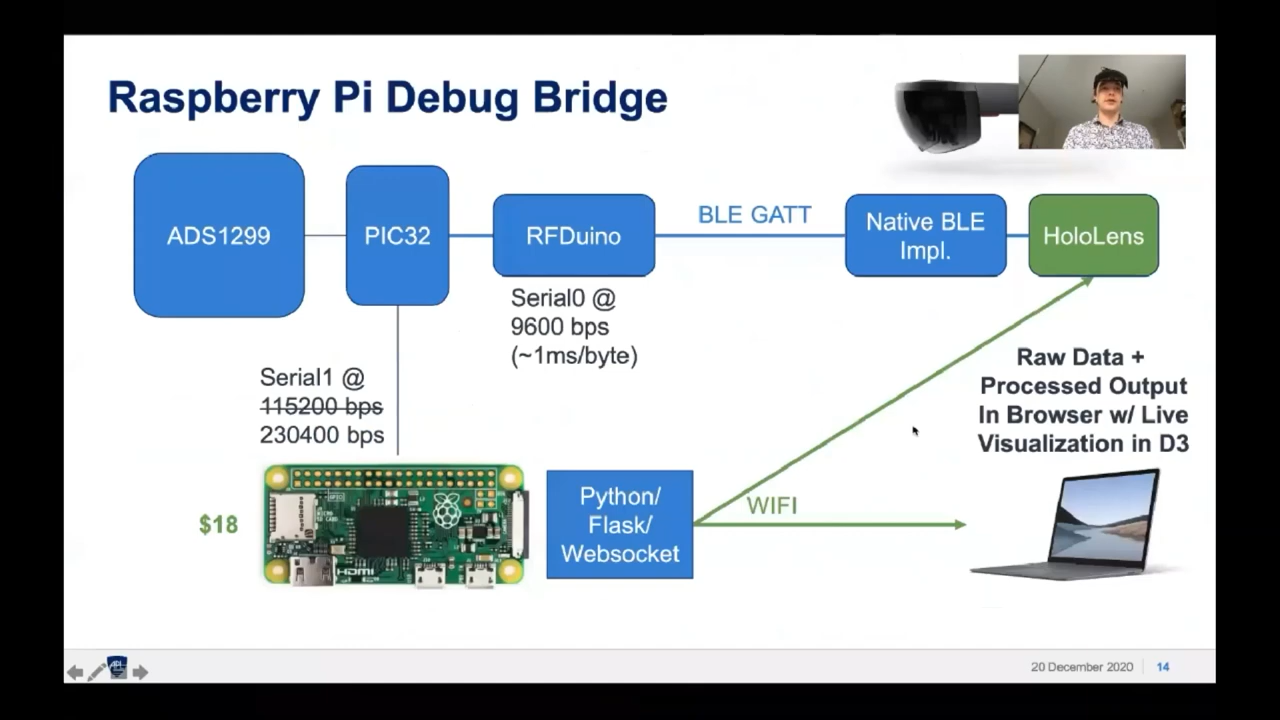 Raspberry Pi Debug Bridge
ADS1299
PIC32
RFDuino
BLE GATT
Native BLE
Impl.
HoloLens
Serial0 @
9600 bps
(~1ms/byte)
Serial1 @
115200 bps
230400 bps
Raw Data +
Processed Output
In Browser w/ Live
Visualization in D3
$18
HDMI
Python/
Flask/
Websocket
WIFI
APL
20 December 2020
14